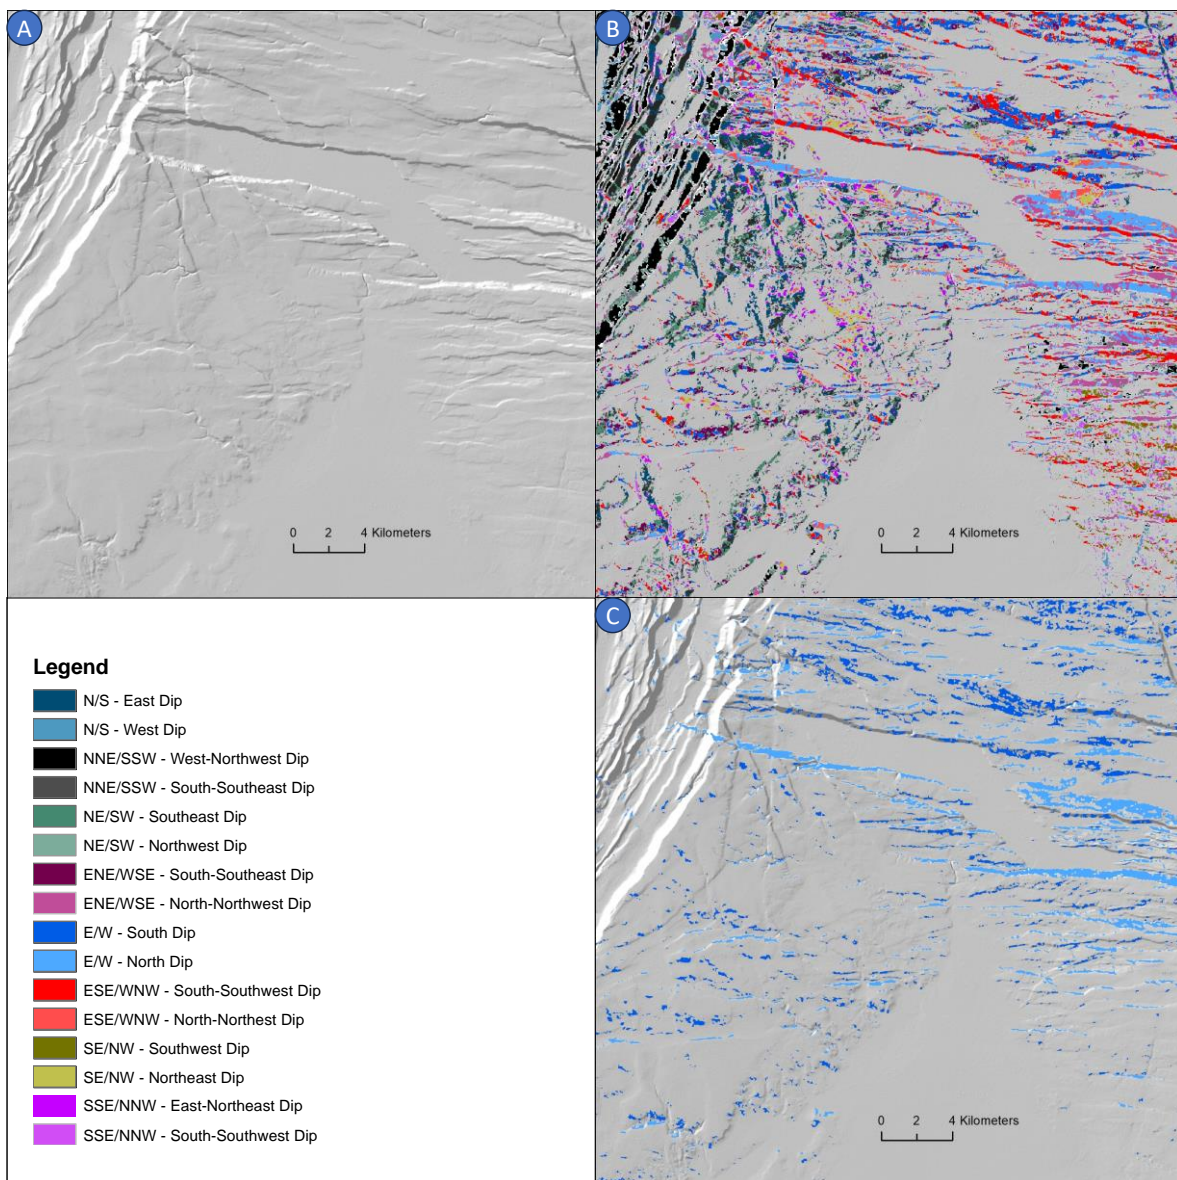 A
B
0 2 4 Kilometers
0 2 4 Kilometers
Legend
N/S - East Dip
N/S - West Dip
NNE/SSW - West-Northwest Dip
NNE/SSW - South-Southeast Dip
NE/SW - Southeast Dip
NE/SW - Northwest Dip
ENE/WSE - South-Southeast Dip
ENE/WSE - North-Northwest Dip
E/W - South Dip
E/W - North Dip
ESE/WNW - South-Southwest Dip
ESE/WNW - North-Northest Dip
SE/NW - Southwest Dip
SE/NW - Northeast Dip
SSE/NNW - East-Northeast Dip
SSE/NNW - South-Southwest Dip
C
0 2 4 Kilometers